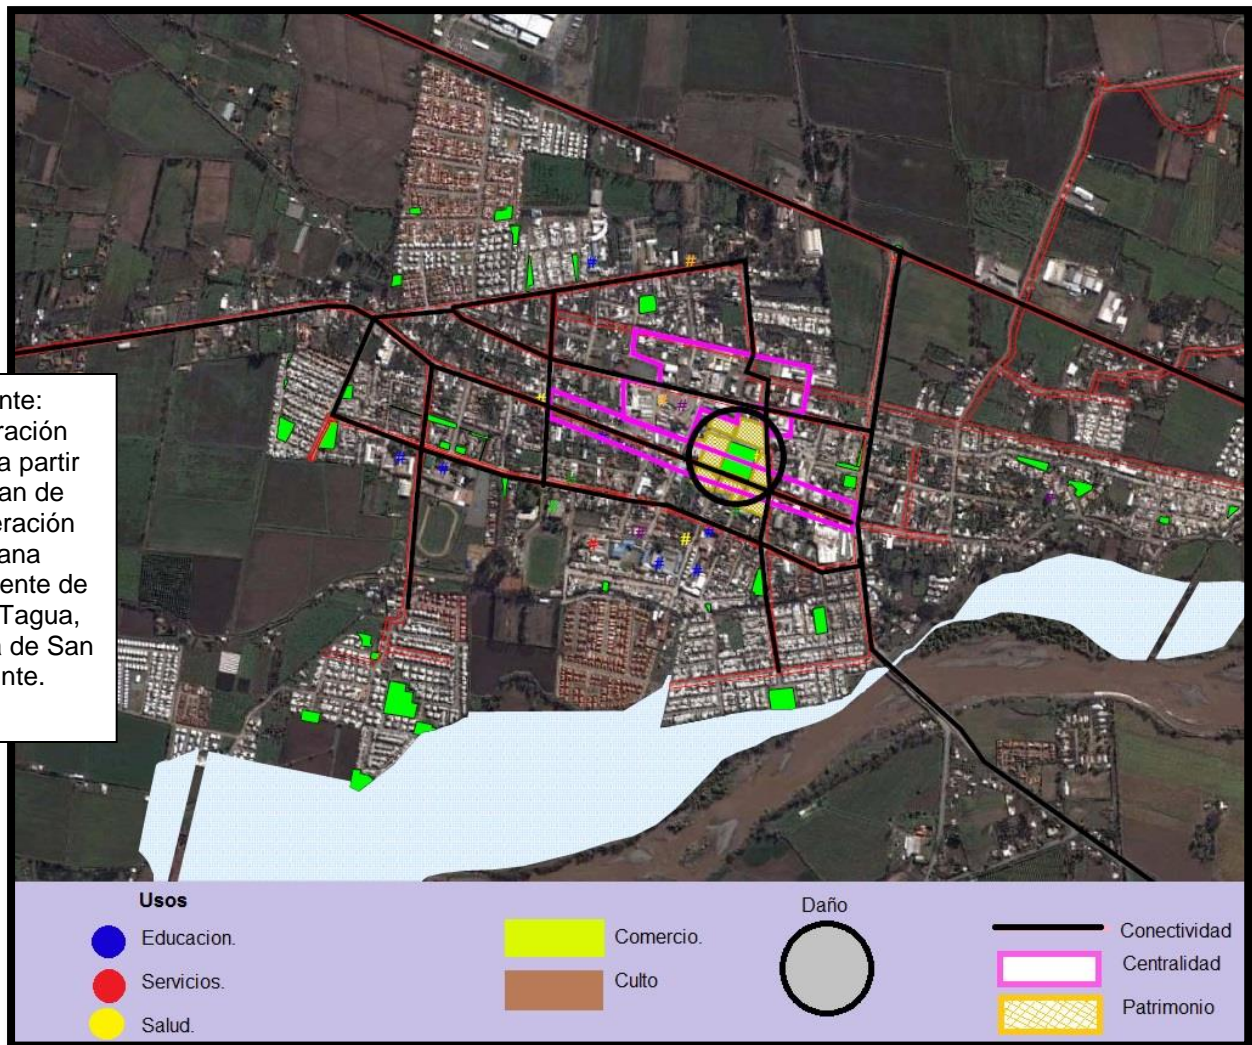 nte:
ración
a partir
an de
eración
ana
ente de
Tagua,
a de San
nte.
Usos
Educacion.
Servicios.
Salud.
Comercio.
Culto
Daño
Conectividad
Centralidad
Patrimonio